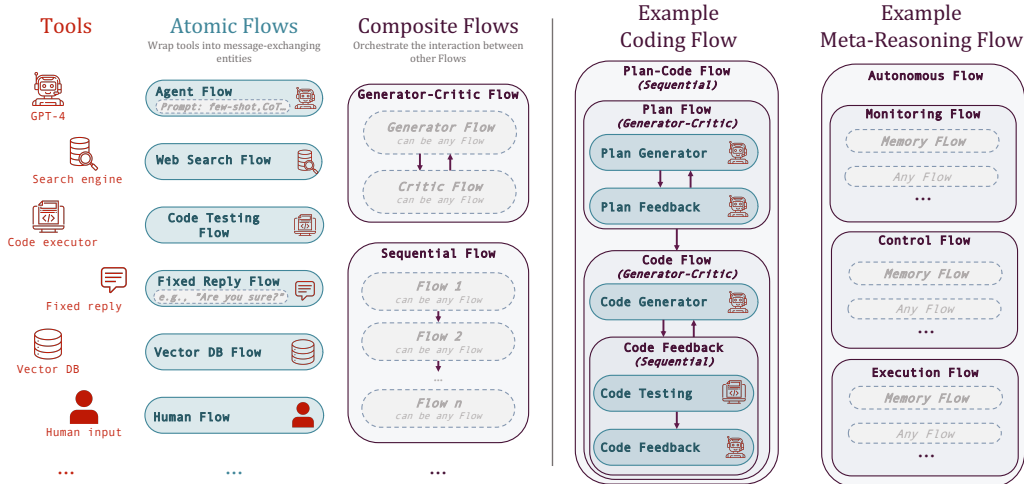 Tools
GPT-4
Search engine
Code executor
Fixed reply
Vector DB
Human input
...
Atomic Flows
Wrap tools into message-exchanging
entities
Agent Flow
Prompt: few-shot,CoT…
Web Search Flow
Code Testing
Flow
Fixed Reply Flow
e.g., "Are you sure?"
Vector DB Flow
Human Flow
...
Composite Flows
Orchestrate the interaction between
other Flows
Generator-Critic Flow
Generator Flow
can be any Flow
Critic Flow
can be any Flow
Sequential Flow
Flow 1
can be any Flow
Flow 2
can be any Flow
...
Flow n
can be any Flow
...
Example
Coding Flow
Plan-Code Flow
(Sequential)
Plan Flow
(Generator-Critic)
Plan Generator
Plan Feedback
Code Flow
(Generator-Critic)
Code Generator
Code Feedback
(Sequential)
Code Testing
Code Feedback
Example
Meta-Reasoning Flow
Autonomous Flow
Monitoring Flow
Memory FLow
Any Flow
...
Control Flow
Memory FLow
Any Flow
...
Execution Flow
Memory FLow
Any Flow
...